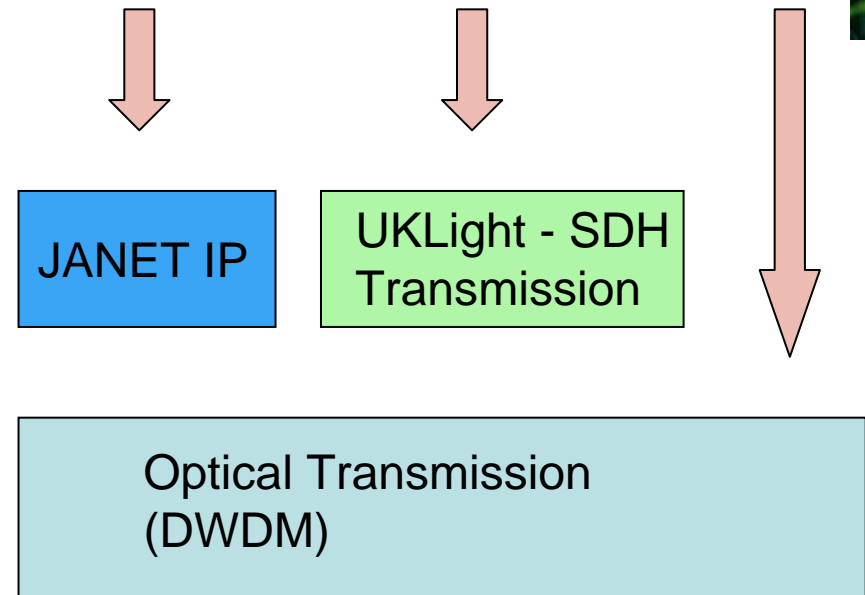 JANET IP
UKLight - SDH
Transmission
Optical Transmission
(DWDM)